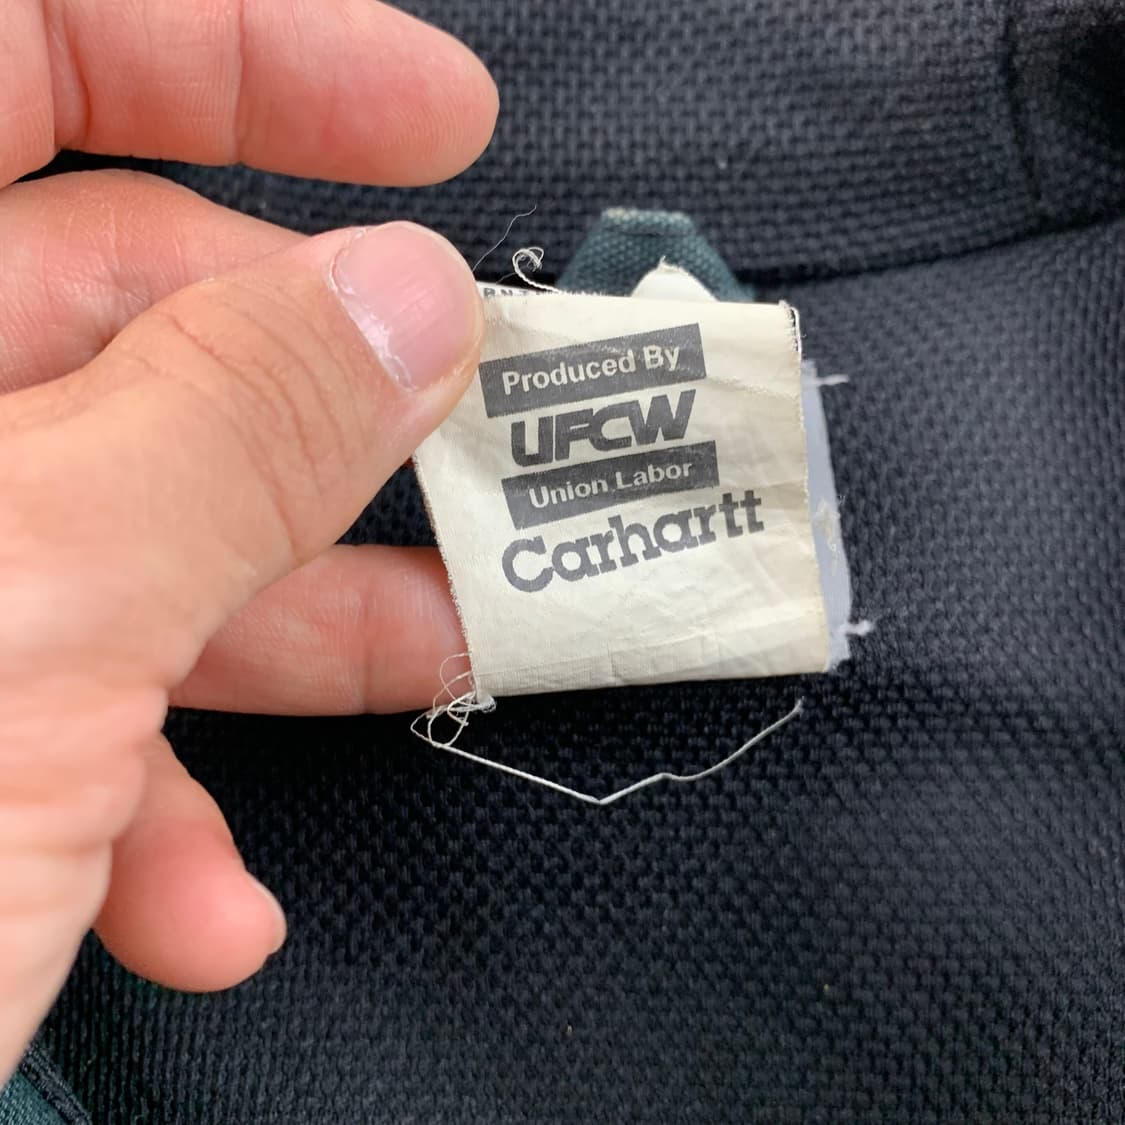 Produced By
UFCW
Union Labor
Carhartt